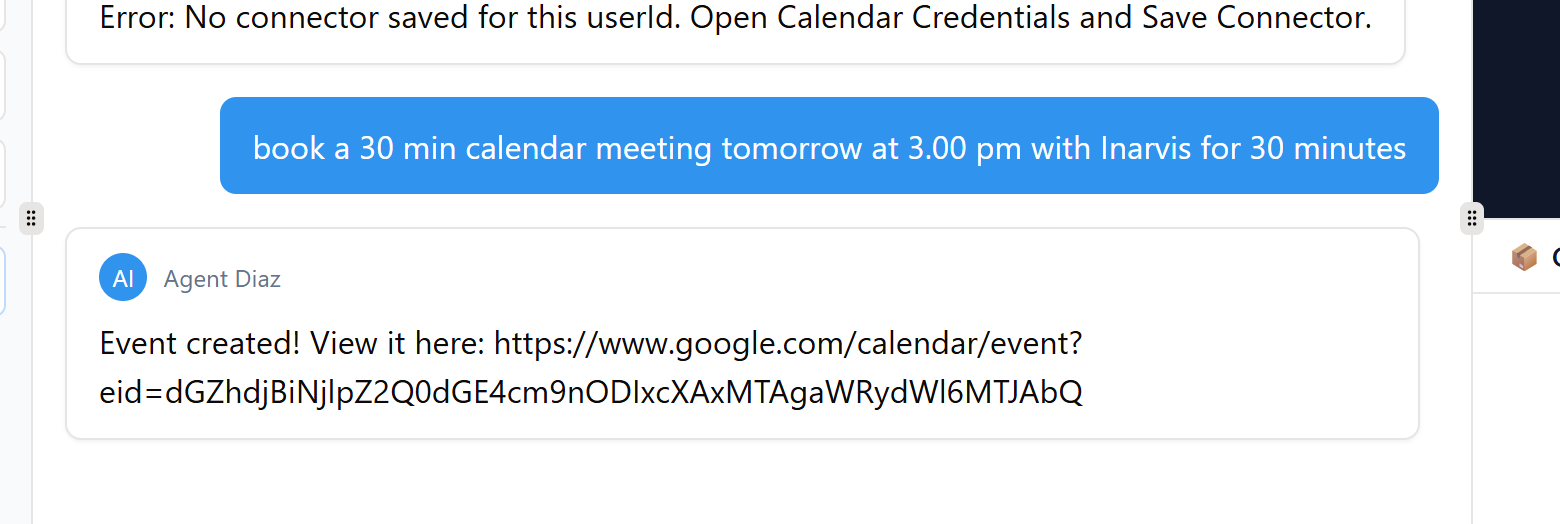 Error: No connector saved for this userId. Open Calendar Credentials and Save Connector.
book a 30 min calendar meeting tomorrow at 3.00 pm with Inarvis for 30 minutes
AI Agent Diaz
Event created! View it here: https://www.google.com/calendar/event?
eid=dGZhdjBiNjlpZ2Q0dGE4cm9nODIxcXAxMTAgaWRydWl6MTJAbQ